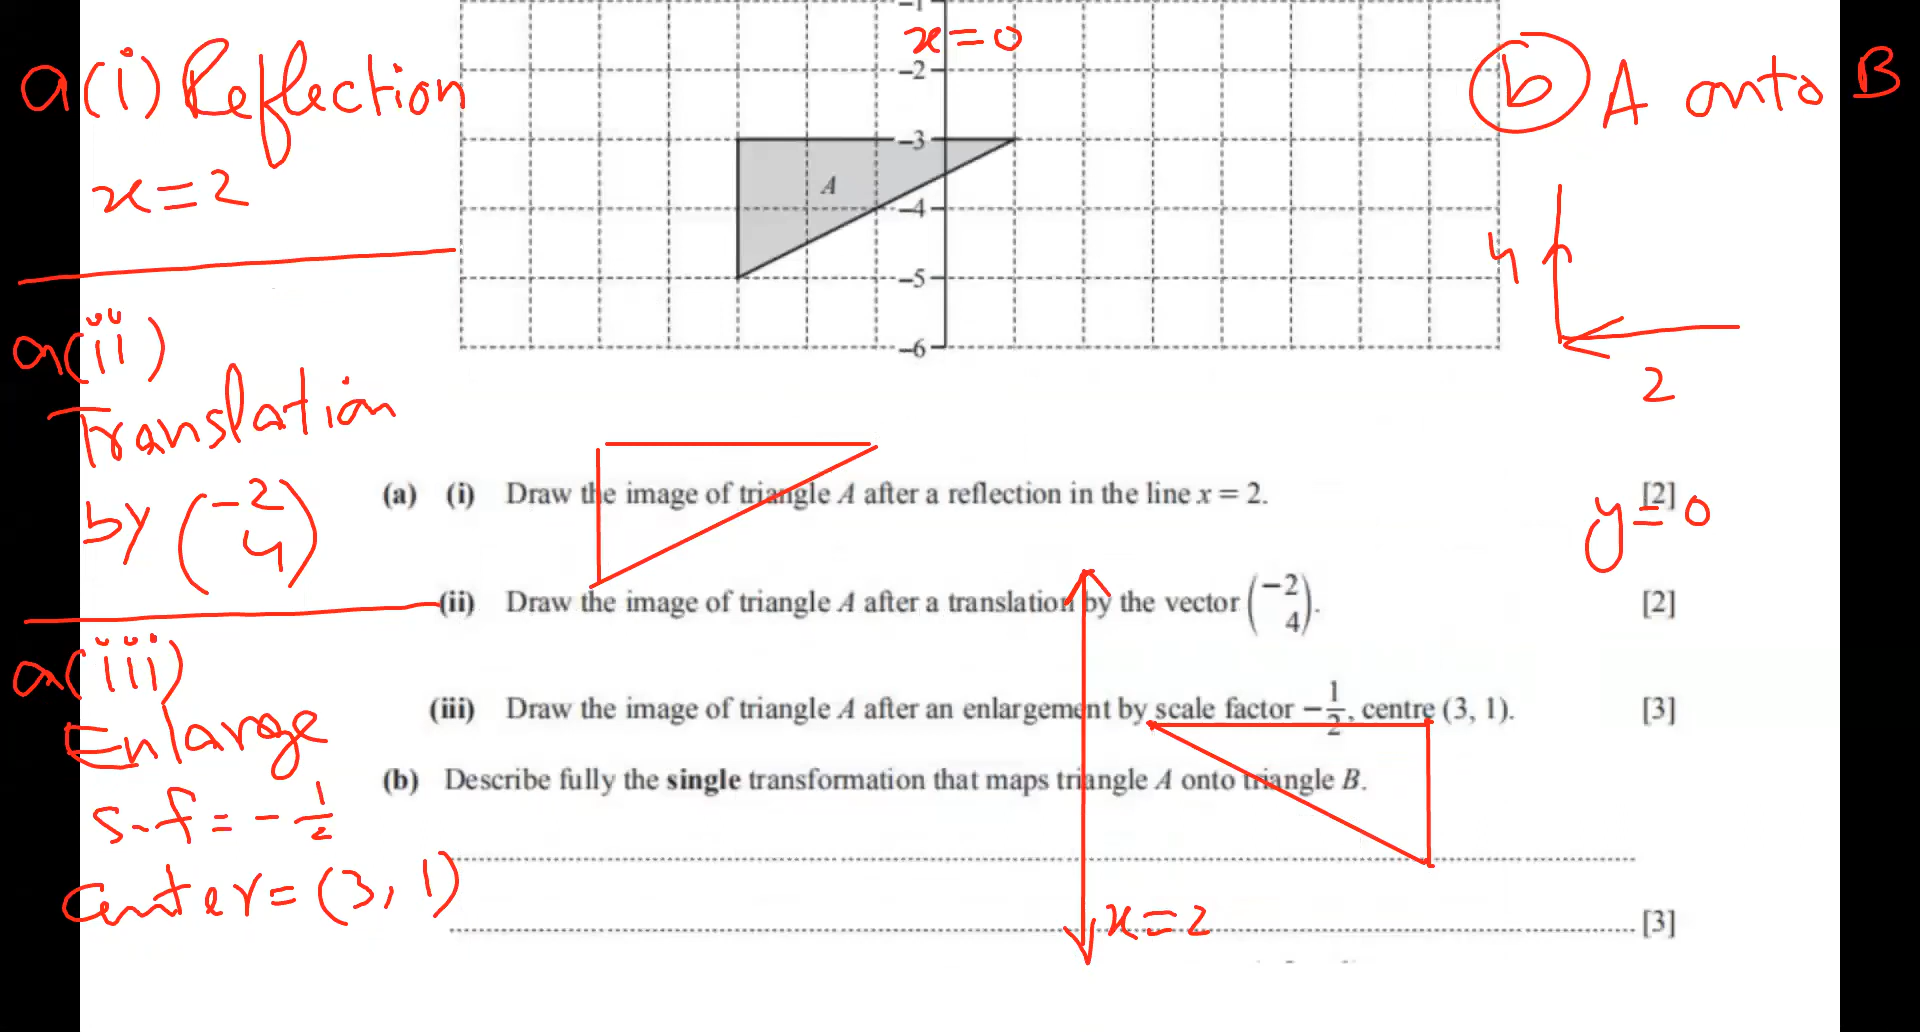 -1
x=0
-2
-3
A
-4
-5
-6
a(i) Reflection
x=2
a(ii)
Translation
by (-2
4)
a(iii)
Enlarge
s.f = -1/2
Center = (3, 1)
b A onto B
4
2
y=0
(a) (i) Draw the image of triangle A after a reflection in the line x = 2. [2]
(ii) Draw the image of triangle A after a translation by the vector (-2
4). [2]
(iii) Draw the image of triangle A after an enlargement by scale factor -1/2, centre (3, 1). [3]
(b) Describe fully the single transformation that maps triangle A onto triangle B.
x=2
[3]